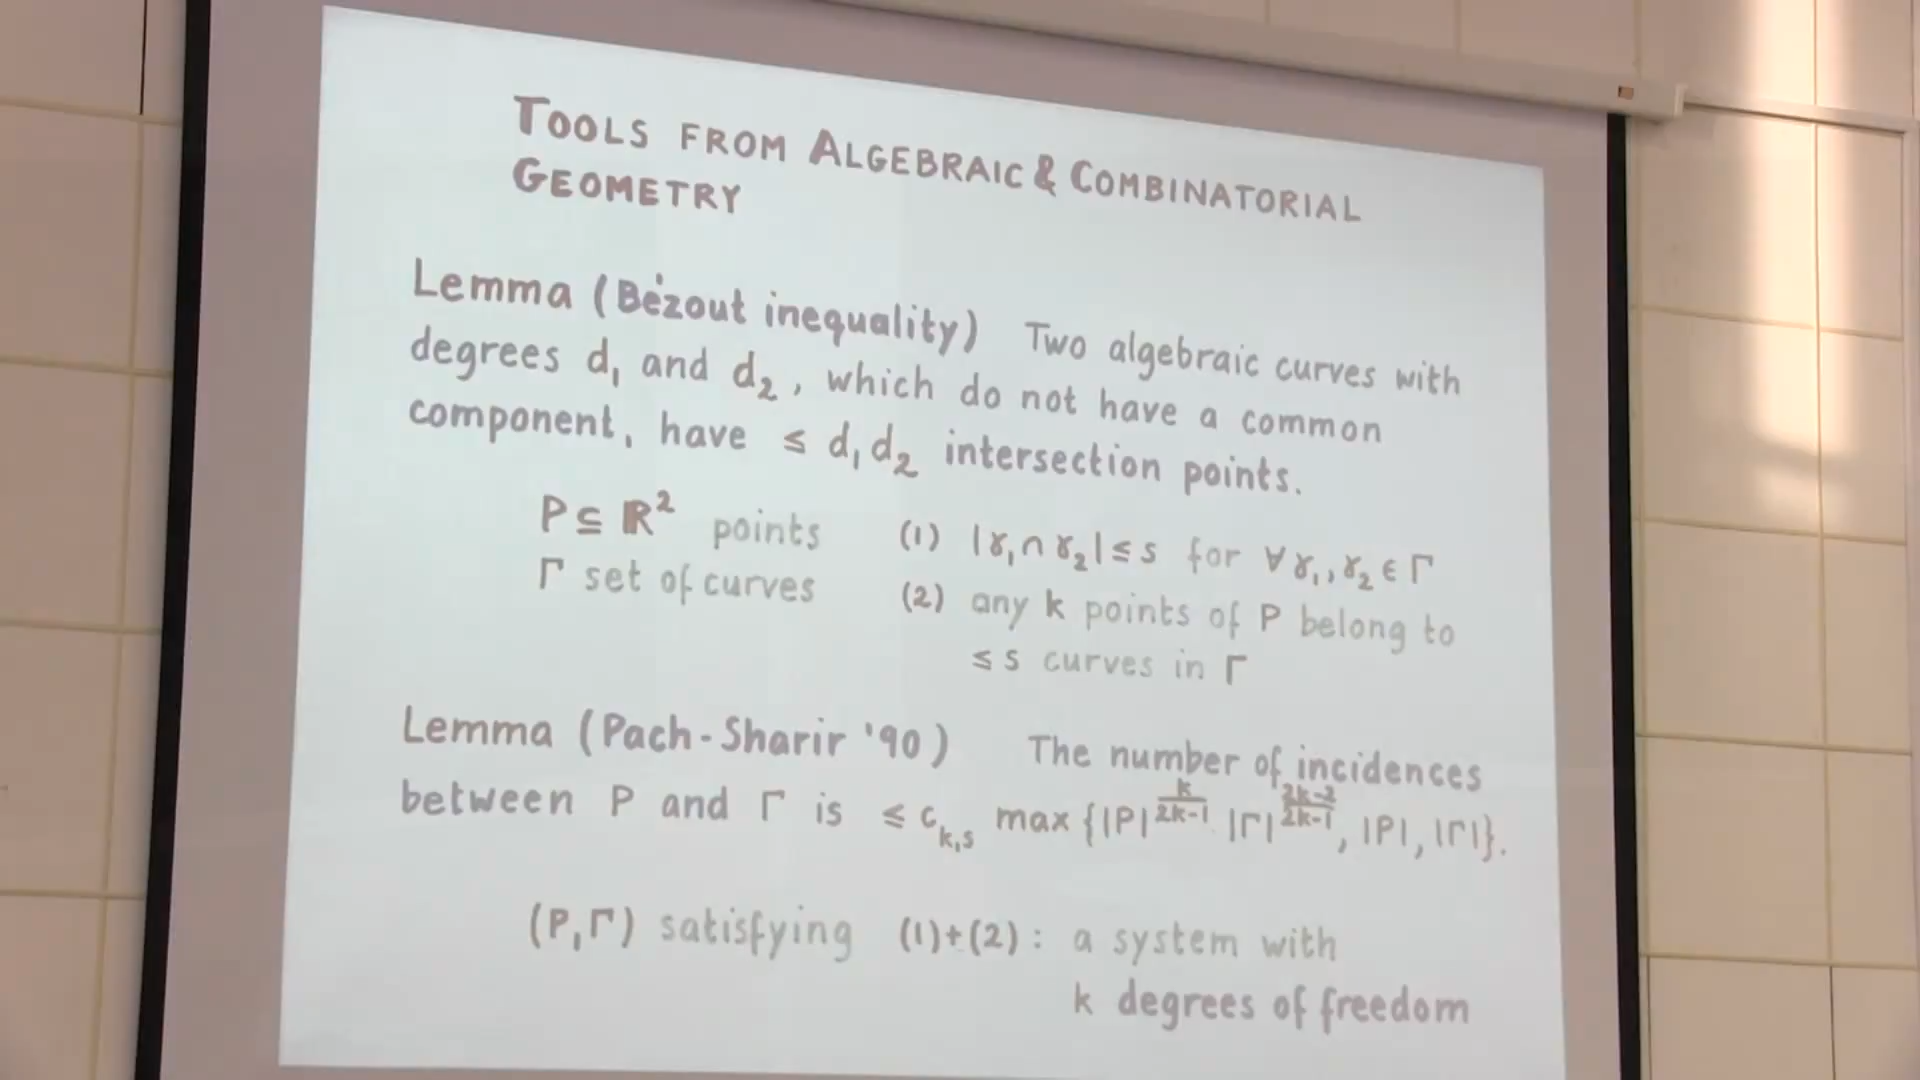 TOOLS FROM ALGEBRAIC & COMBINATORIAL
GEOMETRY
Lemma (Bézout inequality) Two algebraic curves with
degrees d₁ and d₂, which do not have a common
component, have ≤ d₁d₂ intersection points.
P ⊆ ℝ² points (1) |γ₁∩γ₂| ≤ s for ∀γ₁,γ₂ ∈ Γ
Γ set of curves (2) any k points of P belong to
≤ s curves in Γ
Lemma (Pach-Sharir '90) The number of incidences
between P and Γ is ≤ c_{k,s} max {|P|^{k/(2k-1)} |Γ|^{(2k-2)/(2k-1)}, |P|, |Γ|}.
(P,Γ) satisfying (1)+(2): a system with
k degrees of freedom